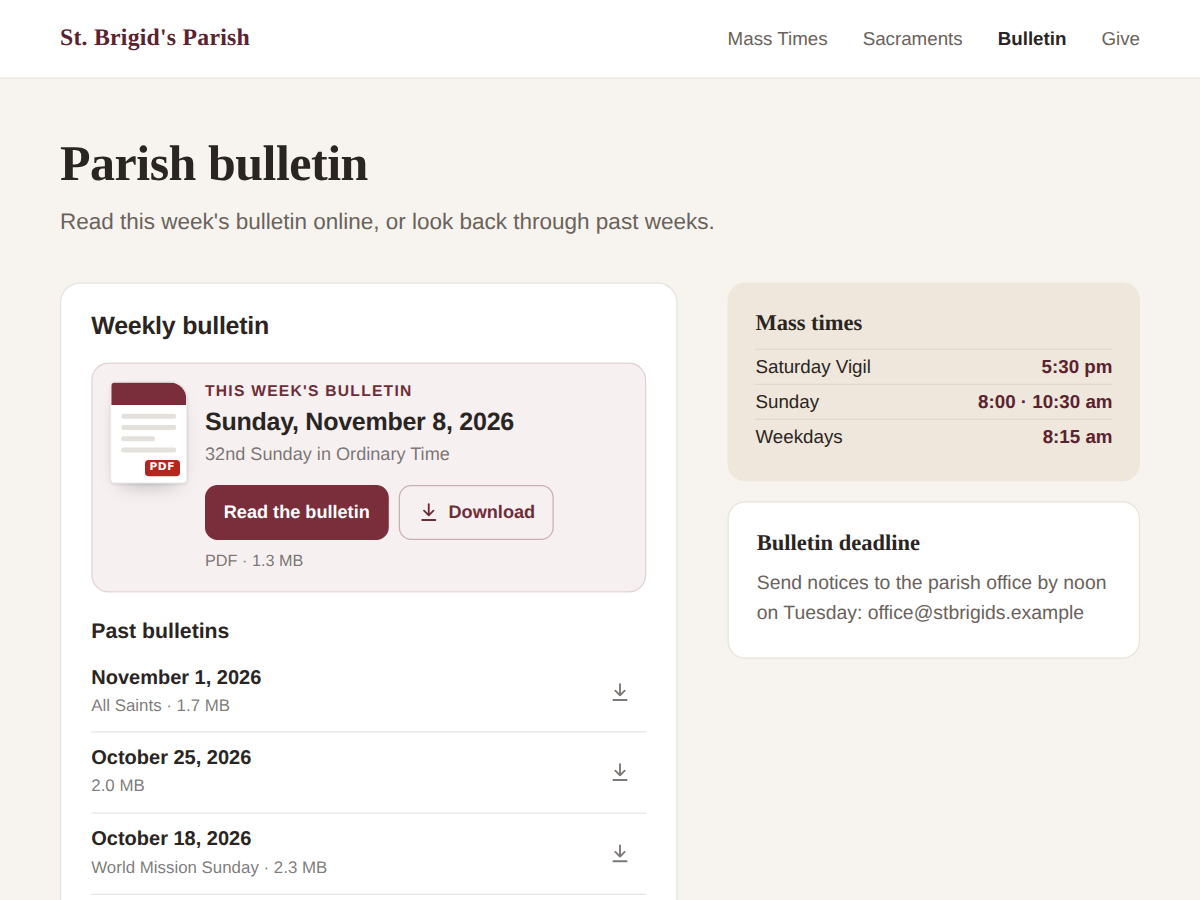 St. Brigid's Parish
Mass Times
Sacraments
Bulletin
Give
Parish bulletin
Read this week's bulletin online, or look back through past weeks.
Weekly bulletin
PDF
THIS WEEK'S BULLETIN
Sunday, November 8, 2026
32nd Sunday in Ordinary Time
Read the bulletin
Download
PDF · 1.3 MB
Past bulletins
November 1, 2026
All Saints · 1.7 MB
October 25, 2026
2.0 MB
October 18, 2026
World Mission Sunday · 2.3 MB
Mass times
Saturday Vigil 5:30 pm
Sunday 8:00 · 10:30 am
Weekdays 8:15 am
Bulletin deadline
Send notices to the parish office by noon
on Tuesday: office@stbrigids.example